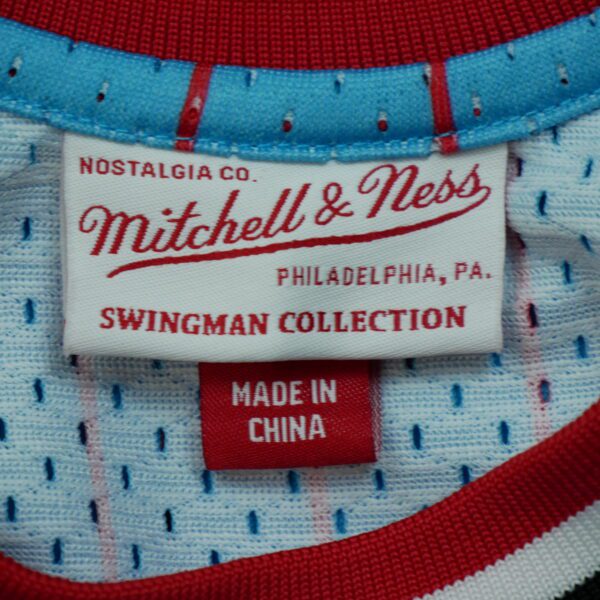 NOSTALGIA CO.
Mitchell & Ness
PHILADELPHIA, PA.
SWINGMAN COLLECTION
MADE IN
CHINA